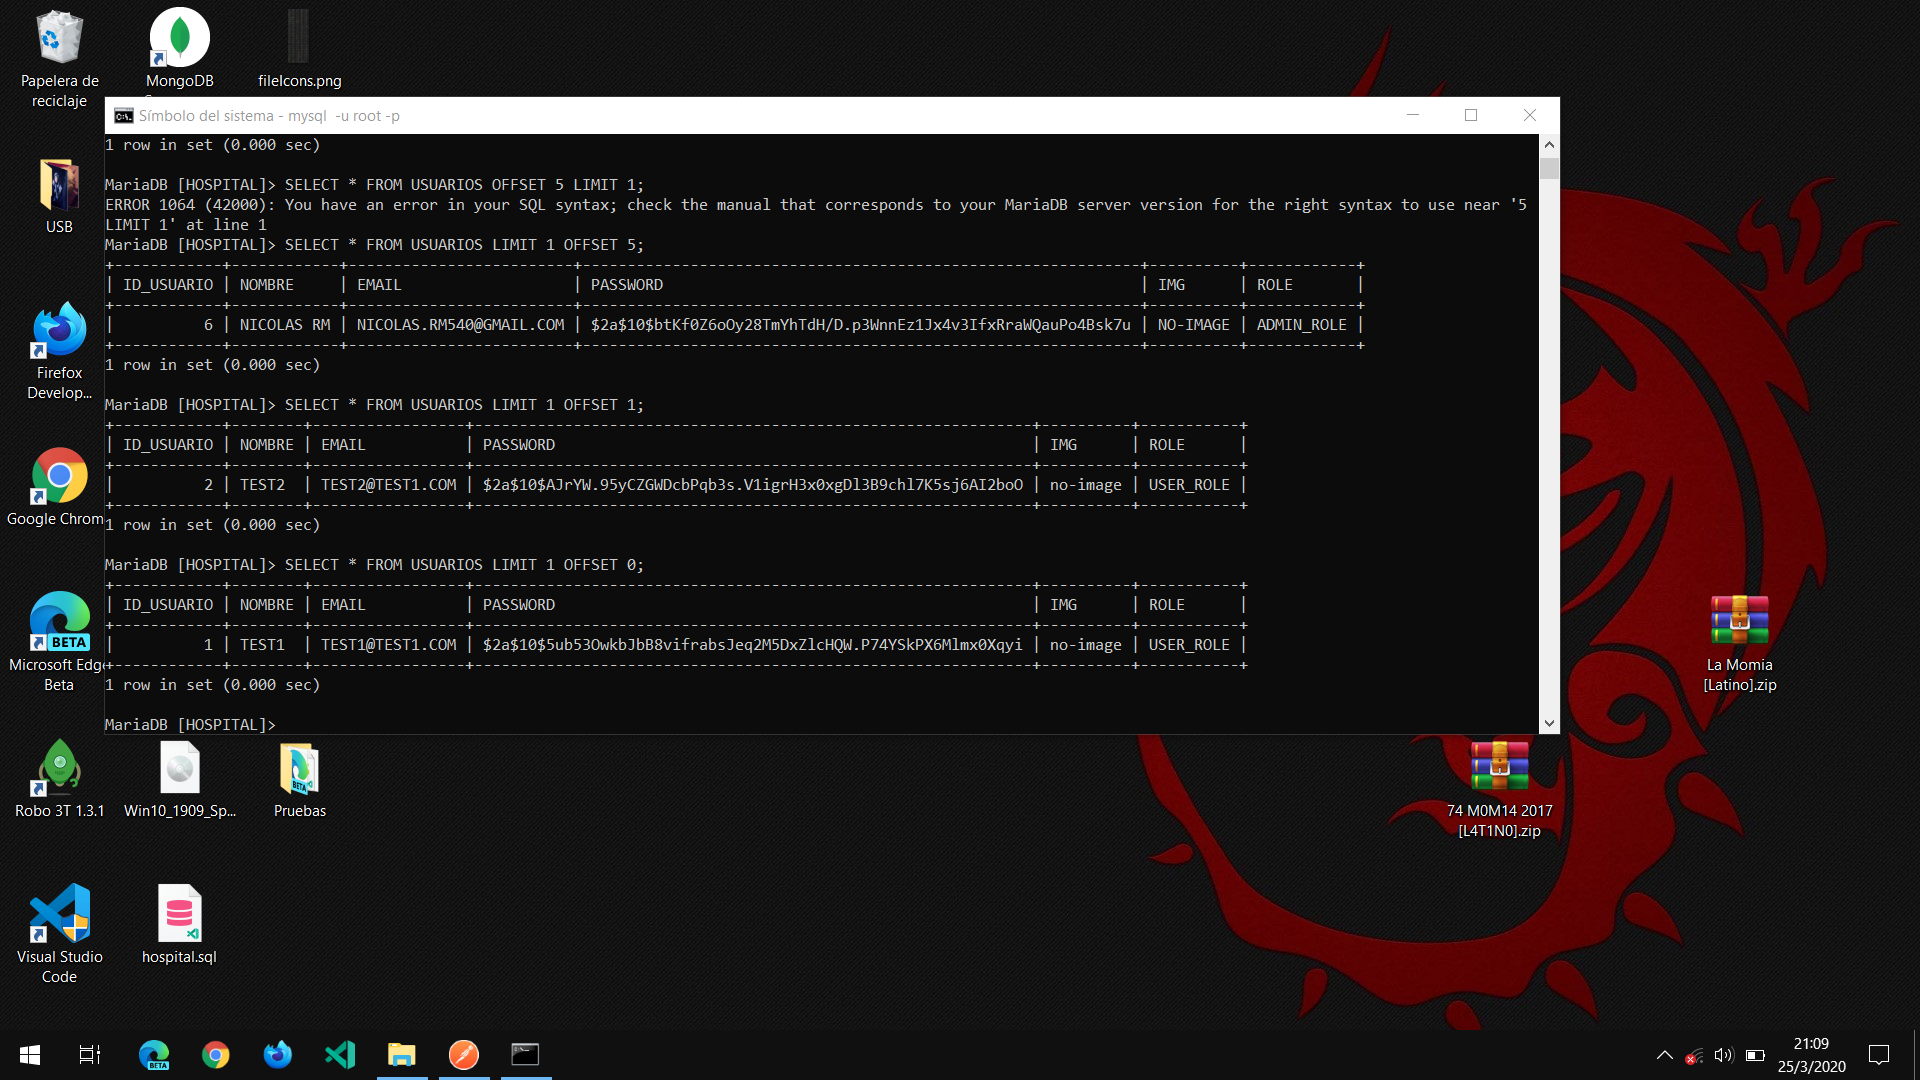 Papelera de
reciclaje
MongoDB
fileIcons.png
Símbolo del sistema - mysql  -u root -p
1 row in set (0.000 sec)
MariaDB [HOSPITAL]> SELECT * FROM USUARIOS OFFSET 5 LIMIT 1;
ERROR 1064 (42000): You have an error in your SQL syntax; check the manual that corresponds to your MariaDB server version for the right syntax to use near '5
LIMIT 1' at line 1
MariaDB [HOSPITAL]> SELECT * FROM USUARIOS LIMIT 1 OFFSET 5;
| ID_USUARIO | NOMBRE     | EMAIL                   | PASSWORD                                                     | IMG      | ROLE       |
|          6 | NICOLAS RM | NICOLAS.RM540@GMAIL.COM | $2a$10$btKf0Z6oOy28TmYhTdH/D.p3WnnEz1Jx4v3IfxRraWQauPo4Bsk7u | NO-IMAGE | ADMIN_ROLE |
1 row in set (0.000 sec)
MariaDB [HOSPITAL]> SELECT * FROM USUARIOS LIMIT 1 OFFSET 1;
| ID_USUARIO | NOMBRE | EMAIL           | PASSWORD                                                     | IMG      | ROLE      |
|          2 | TEST2  | TEST2@TEST1.COM | $2a$10$AJrYW.95yCZGWDcbPqb3s.V1igrH3x0xgDl3B9chl7K5sj6AI2boO | no-image | USER_ROLE |
1 row in set (0.000 sec)
MariaDB [HOSPITAL]> SELECT * FROM USUARIOS LIMIT 1 OFFSET 0;
| ID_USUARIO | NOMBRE | EMAIL           | PASSWORD                                                     | IMG      | ROLE      |
|          1 | TEST1  | TEST1@TEST1.COM | $2a$10$5ub53OwkbJbB8vifrabsJeq2M5DxZlcHQW.P74YSkPX6Mlmx0Xqyi | no-image | USER_ROLE |
1 row in set (0.000 sec)
MariaDB [HOSPITAL]>
USB
Firefox
Develop...
Google Chrom
BETA
Microsoft Edg
Beta
Robo 3T 1.3.1
Win10_1909_Sp...
BETA
Pruebas
Visual Studio
Code
hospital.sql
La Momia
[Latino].zip
74 M0M14 2017
[L4T1N0].zip
BETA
21:09
25/3/2020